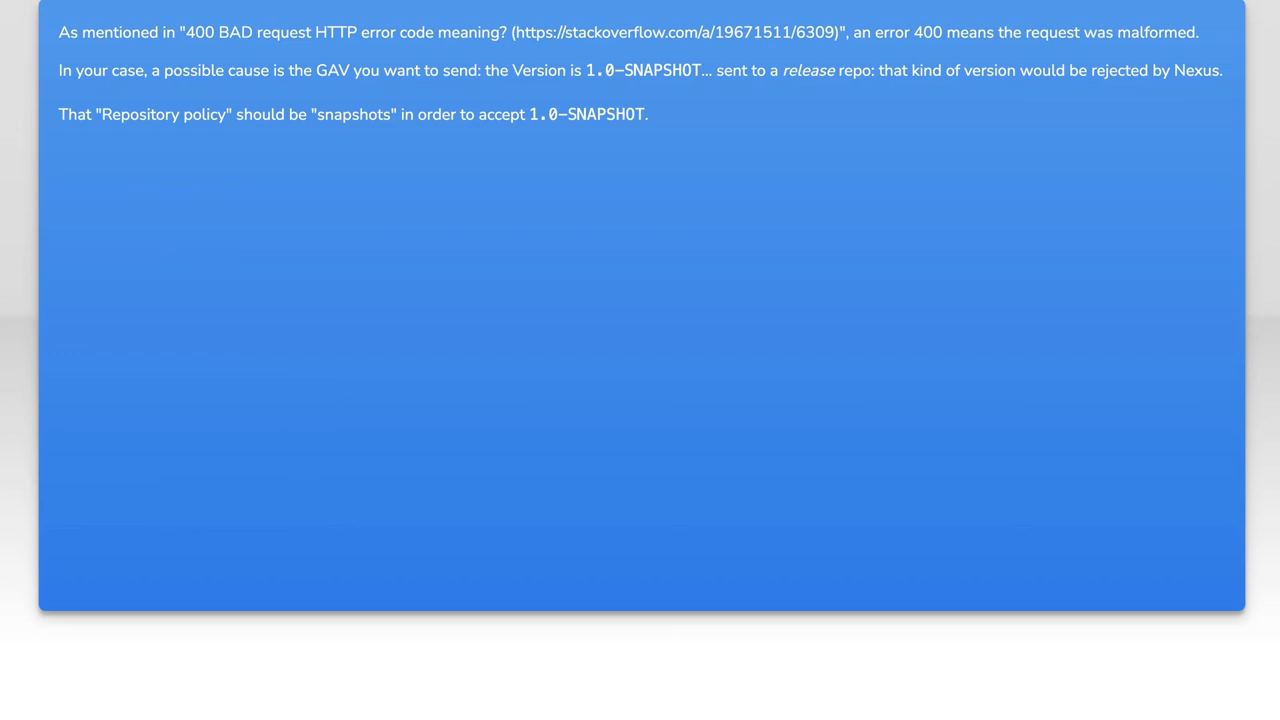 As mentioned in "400 BAD request HTTP error code meaning? (https://stackoverflow.com/a/19671511/6309)", an error 400 means the request was malformed.
In your case, a possible cause is the GAV you want to send: the Version is 1.0-SNAPSHOT... sent to a release repo: that kind of version would be rejected by Nexus.
That "Repository policy" should be "snapshots" in order to accept 1.0-SNAPSHOT.